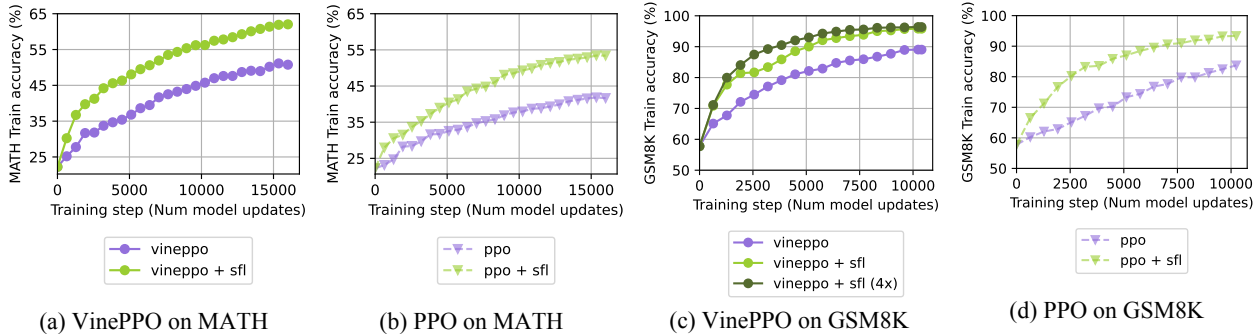 MATH Train accuracy (%)
65
55
45
35
25
0 5000 10000 15000
Training step (Num model updates)
vineppo
vineppo + sfl
(a) VinePPO on MATH
MATH Train accuracy (%)
65
55
45
35
25
0 5000 10000 15000
Training step (Num model updates)
ppo
ppo + sfl
(b) PPO on MATH
GSM8K Train accuracy (%)
100
90
80
70
60
50
0 2500 5000 7500 10000
Training step (Num model updates)
vineppo
vineppo + sfl
vineppo + sfl (4x)
(c) VinePPO on GSM8K
GSM8K Train accuracy (%)
100
90
80
70
60
50
0 2500 5000 7500 10000
Training step (Num model updates)
ppo
ppo + sfl
(d) PPO on GSM8K